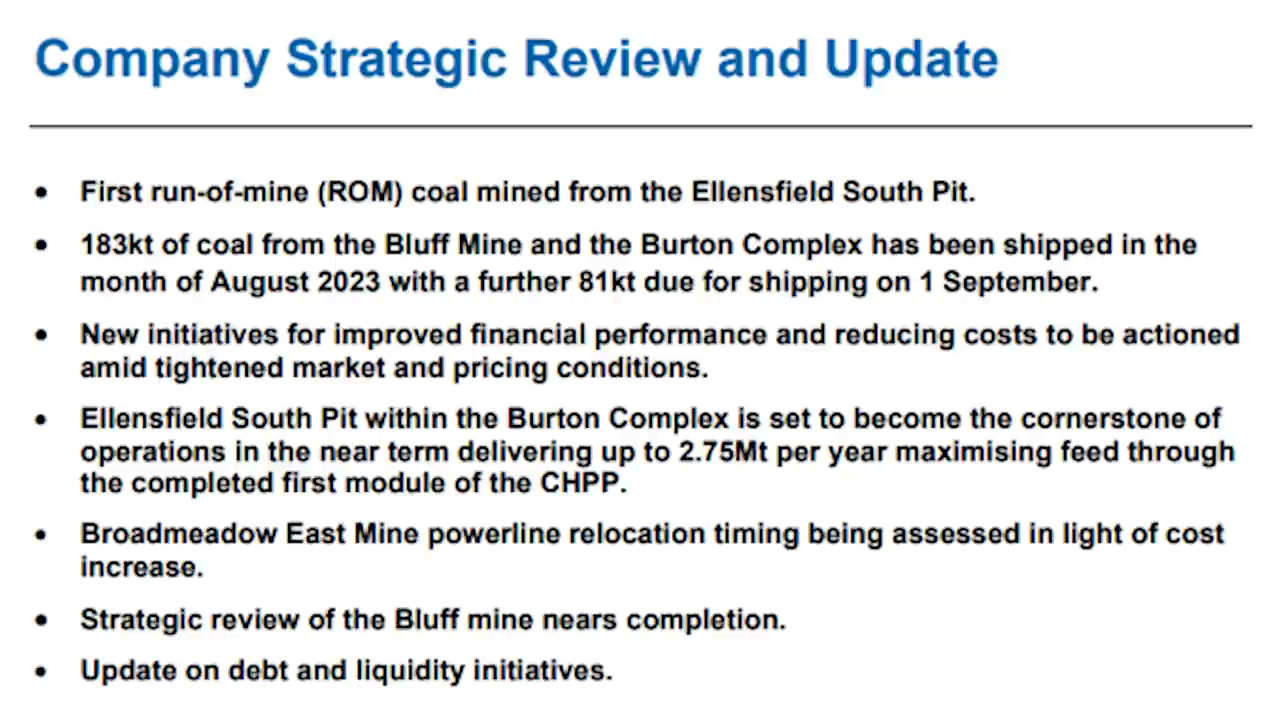 Company Strategic Review and Update
• First run-of-mine (ROM) coal mined from the Ellensfield South Pit.
• 183kt of coal from the Bluff Mine and the Burton Complex has been shipped in the
month of August 2023 with a further 81kt due for shipping on 1 September.
• New initiatives for improved financial performance and reducing costs to be actioned
amid tightened market and pricing conditions.
• Ellensfield South Pit within the Burton Complex is set to become the cornerstone of
operations in the near term delivering up to 2.75Mt per year maximising feed through
the completed first module of the CHPP.
• Broadmeadow East Mine powerline relocation timing being assessed in light of cost
increase.
• Strategic review of the Bluff mine nears completion.
• Update on debt and liquidity initiatives.